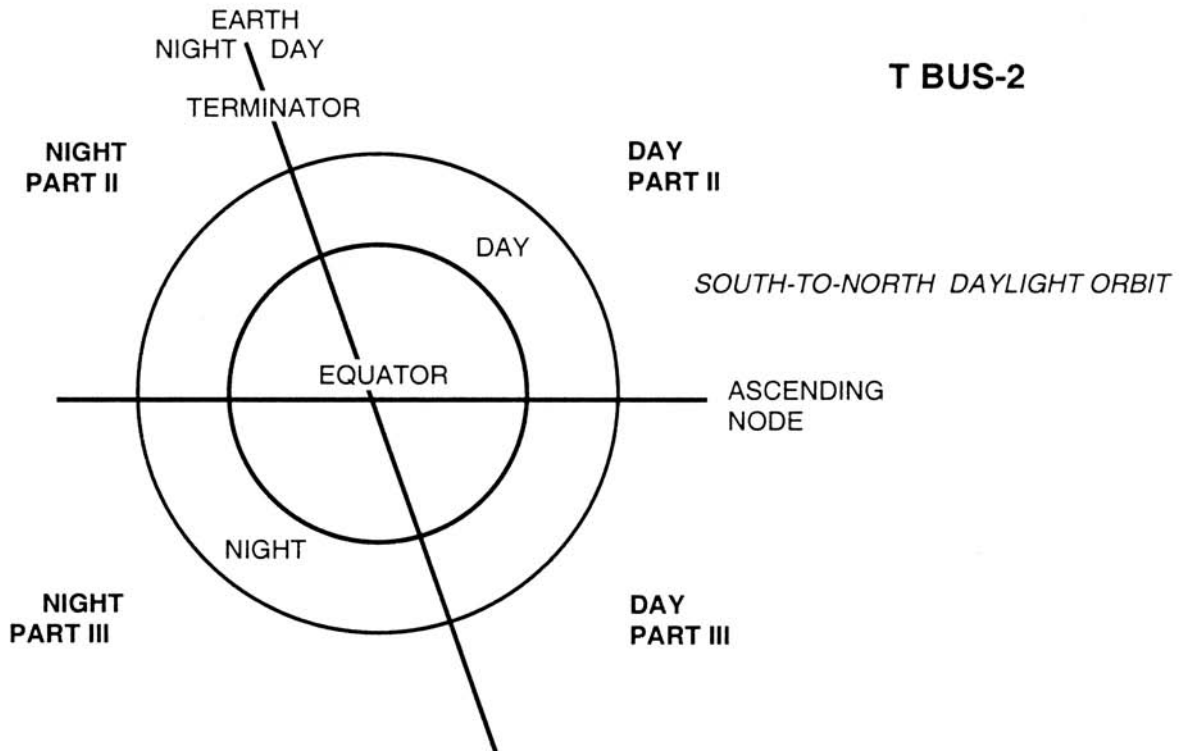 EARTH
NIGHT DAY
T BUS-2
TERMINATOR
NIGHT
PART II
DAY
PART II
DAY
SOUTH-TO-NORTH DAYLIGHT ORBIT
EQUATOR
ASCENDING
NODE
NIGHT
NIGHT
PART III
DAY
PART III